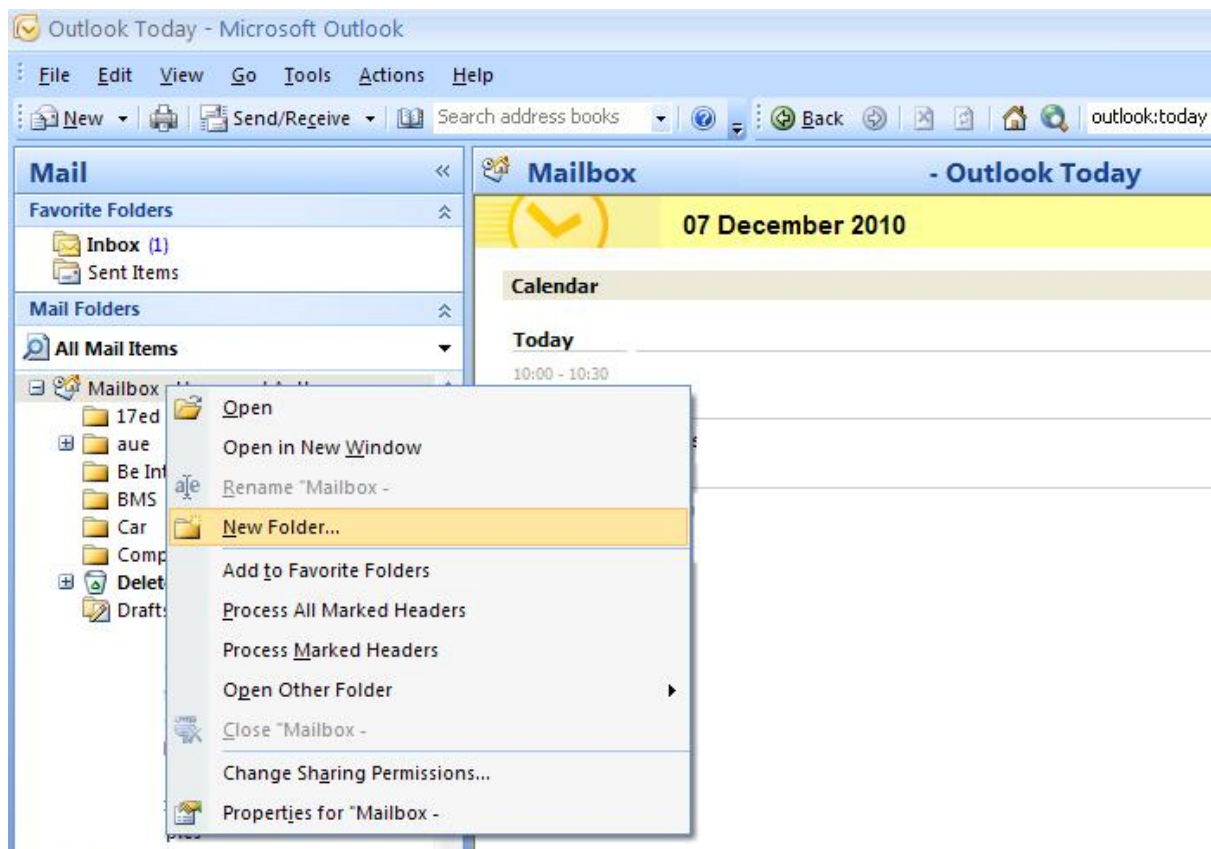 Outlook Today - Microsoft Outlook
File Edit View Go Tools Actions Help
New Send/Receive Search address books Back outlook:today
Mail
Favorite Folders
Inbox (1)
Sent Items
Mail Folders
All Mail Items
Mailbox
17ed
aue
Be Int
BMS
Car
Comp
Delet
Drafts
Open
Open in New Window
Rename "Mailbox -
New Folder...
Add to Favorite Folders
Process All Marked Headers
Process Marked Headers
Open Other Folder
Close "Mailbox -
Change Sharing Permissions...
Properties for "Mailbox -
Mailbox - Outlook Today
07 December 2010
Calendar
Today
10:00 - 10:30